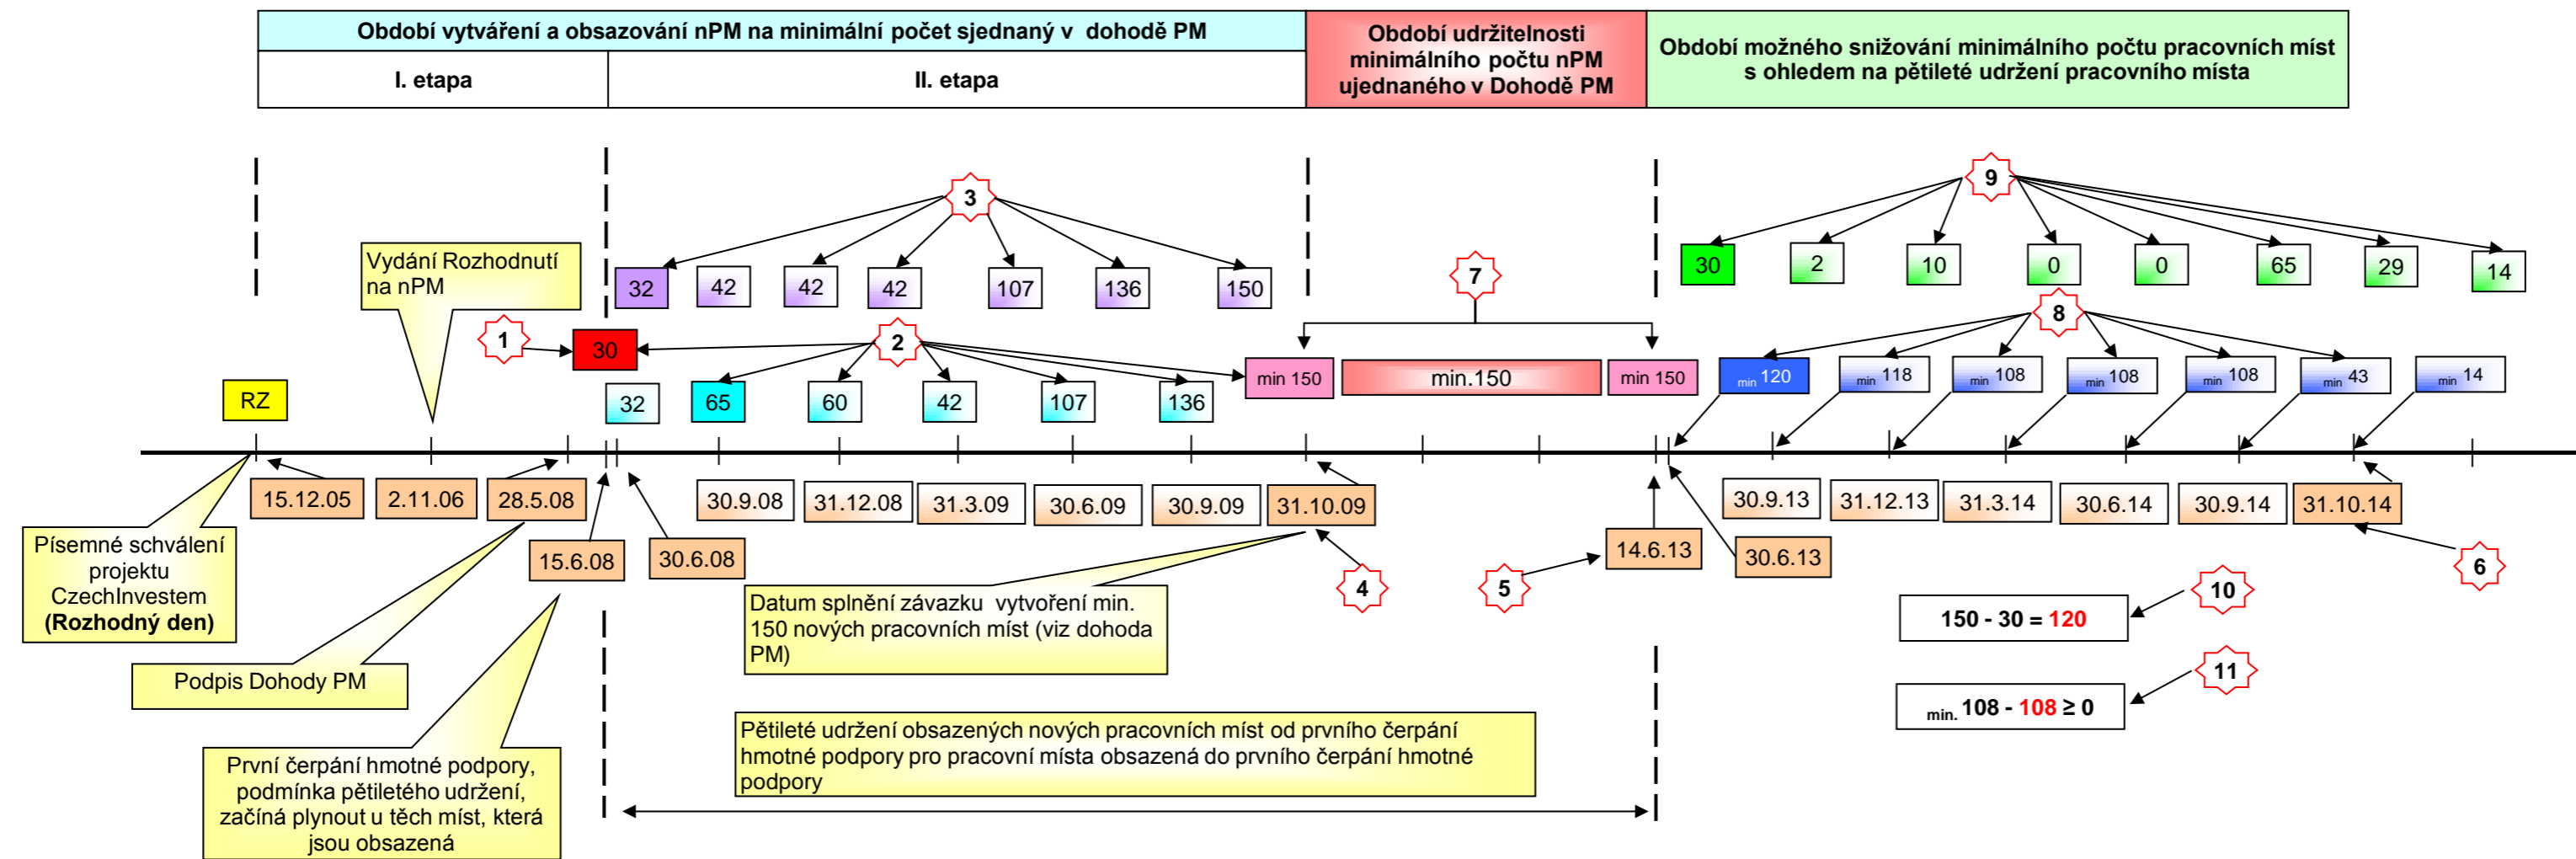 Období vytváření a obsazování nPM na minimální počet sjednaný v dohodě PM
I. etapa
II. etapa
Období udržitelnosti
minimálního počtu nPM
ujednaného v Dohodě PM
Období možného snižování minimálního počtu pracovních míst
s ohledem na pětileté udržení pracovního místa
3
9
Vydání Rozhodnutí
na nPM
32
42
42
42
107
136
150
7
30
2
10
0
0
65
29
14
1
30
2
8
RZ
32
65
60
42
107
136
min 150
min.150
min 150
min 120
min 118
min 108
min 108
min 108
min 43
min 14
15.12.05
2.11.06
28.5.08
30.9.08
31.12.08
31.3.09
30.6.09
30.9.09
31.10.09
30.9.13
31.12.13
31.3.14
30.6.14
30.9.14
31.10.14
15.6.08
30.6.08
14.6.13
30.6.13
Písemné schválení
projektu
CzechInvestem
(Rozhodný den)
4
5
6
Datum splnění závazku vytvoření min.
150 nových pracovních míst (viz dohoda
PM)
10
150 - 30 = 120
Podpis Dohody PM
11
min. 108 - 108 ≥ 0
Pětileté udržení obsazených nových pracovních míst od prvního čerpání
hmotné podpory pro pracovní místa obsazená do prvního čerpání hmotné
podpory
První čerpání hmotné podpory,
podmínka pětiletého udržení,
začíná plynout u těch míst, která
jsou obsazená